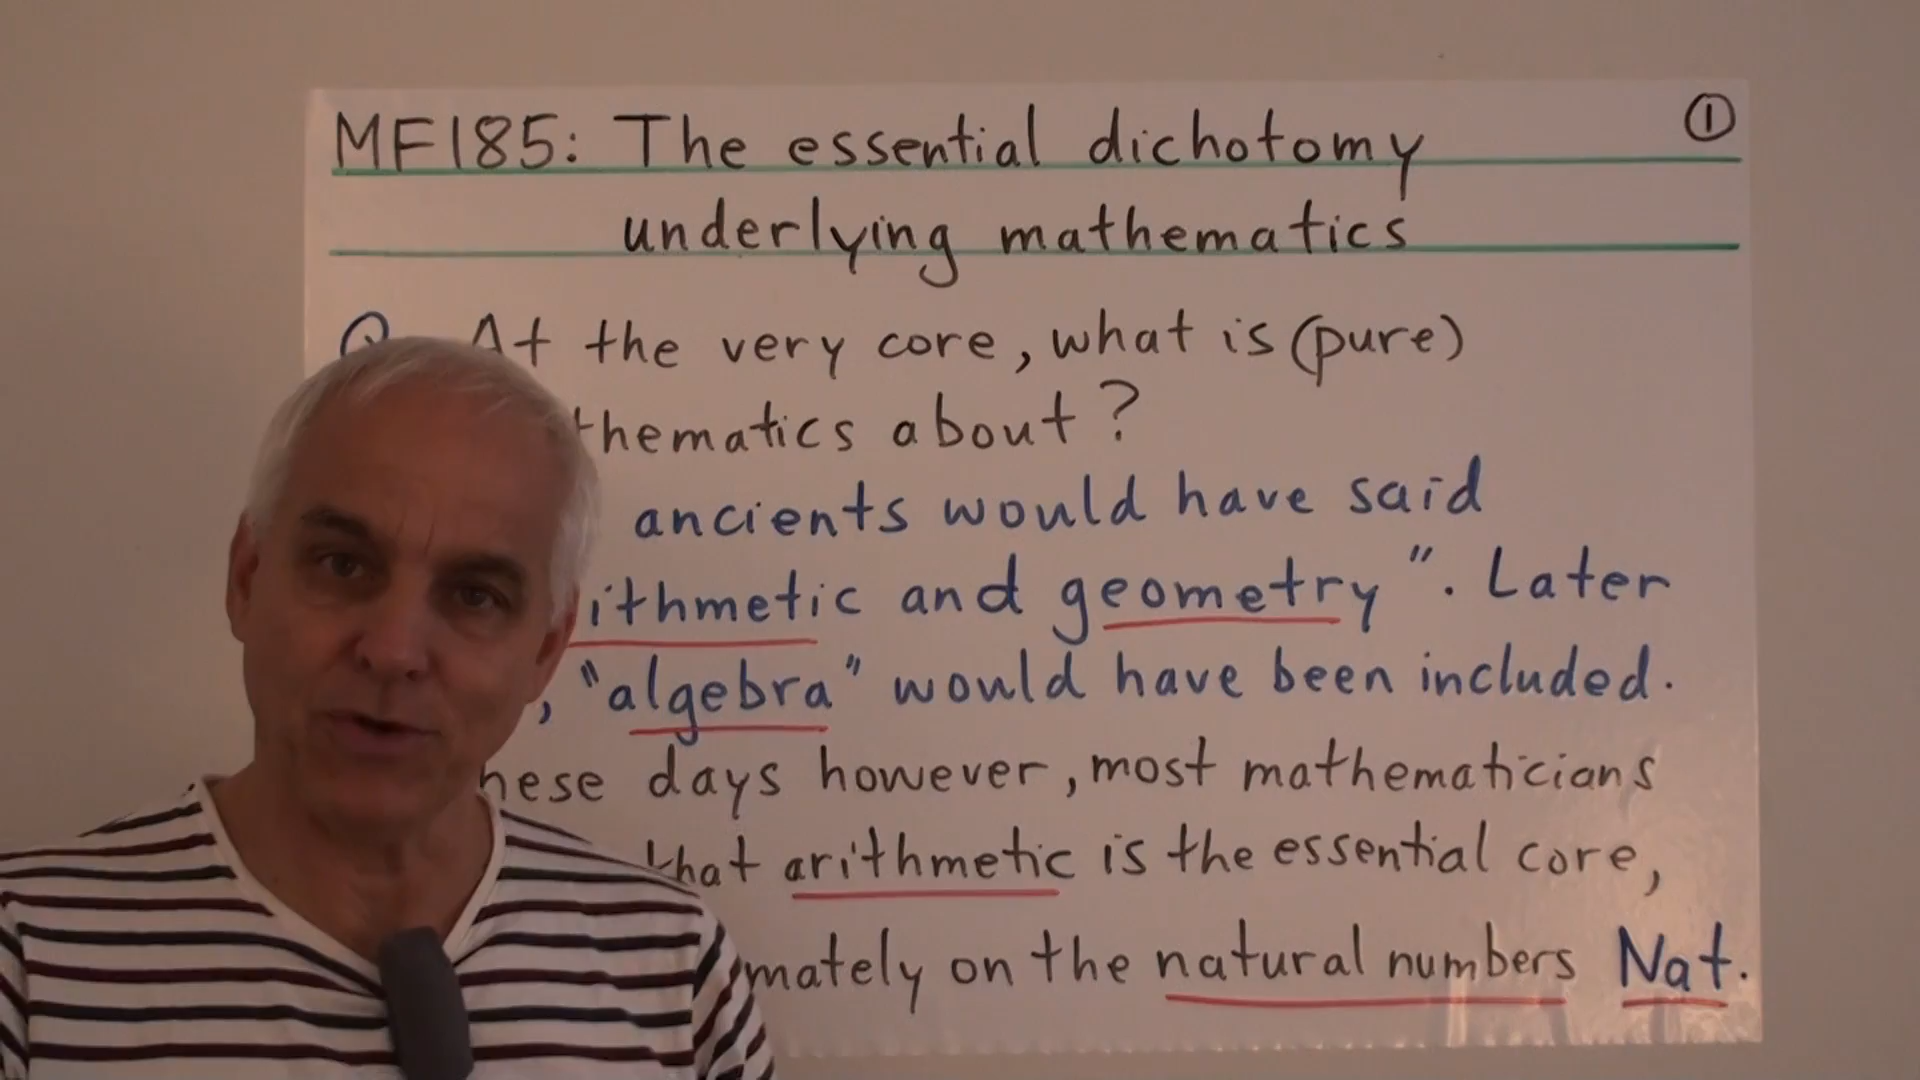 MF185: The essential dichotomy ①
underlying mathematics
At the very core, what is (pure)
thematics about?
ancients would have said
ithmetic and geometry". Later
, "algebra" would have been included.
hese days however, most mathematicians
that arithmetic is the essential core,
mately on the natural numbers Nat.